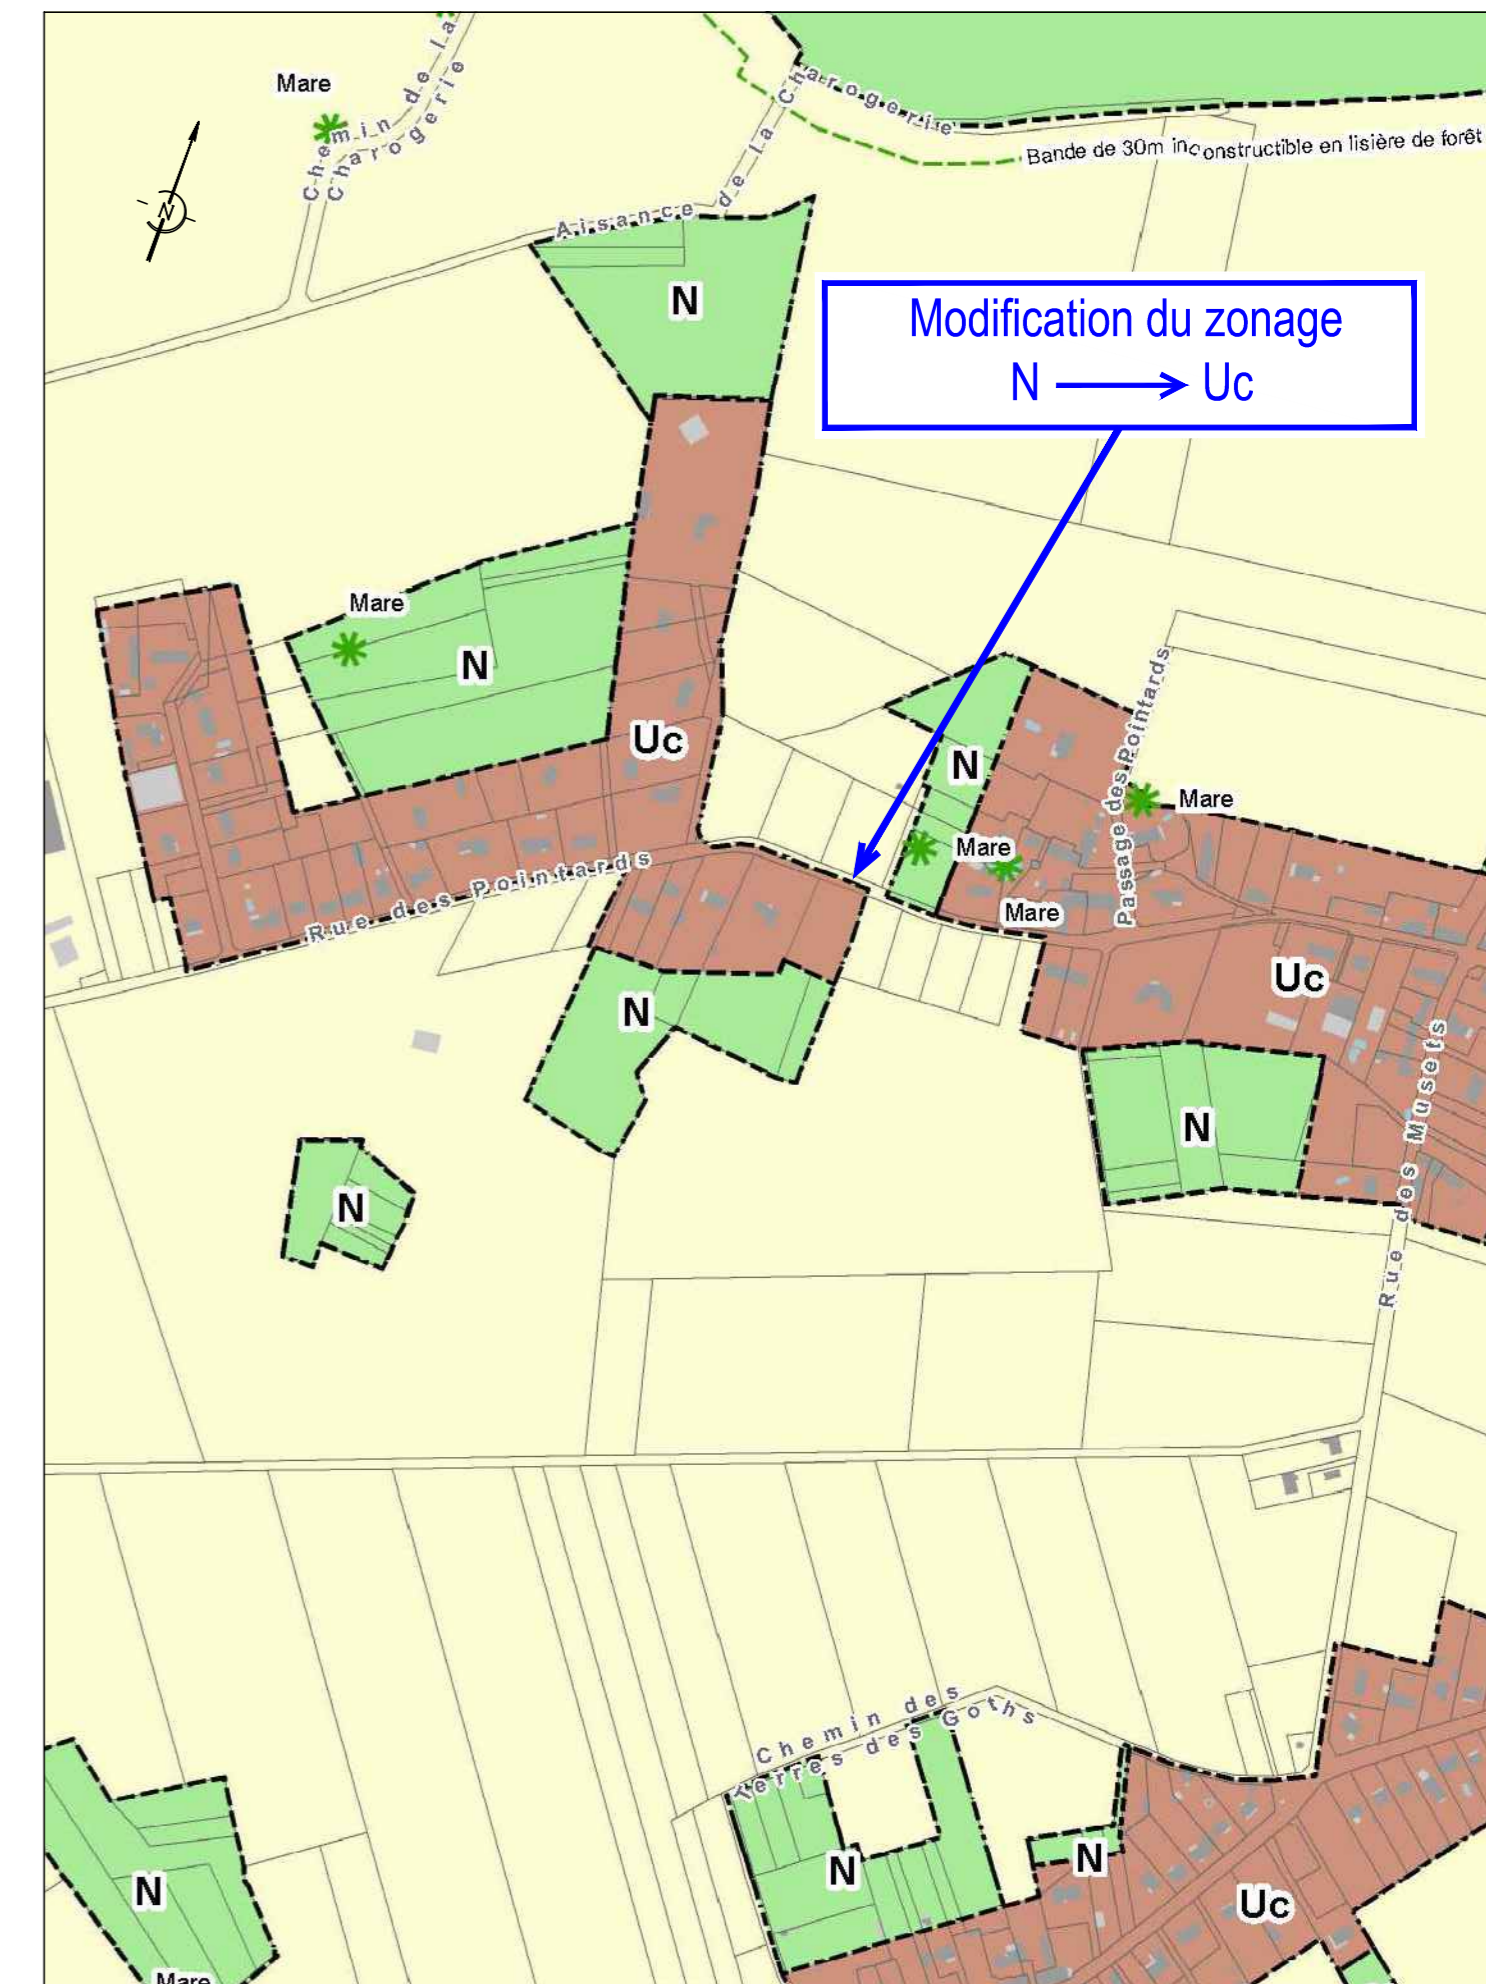 Mare
Chemin de la
Charogerie
N
Aisance de la Charogerie
Bande de 30m inconstructible en lisière de forêt
N
Modification du zonage
N → Uc
Mare
N
Uc
Passage des Pointards
N
Mare
Mare
Mare
Rue des Pointards
Uc
N
N
N
Rue des Musets
Chemin des
Terres des Goths
N
N
N
Uc
Mare